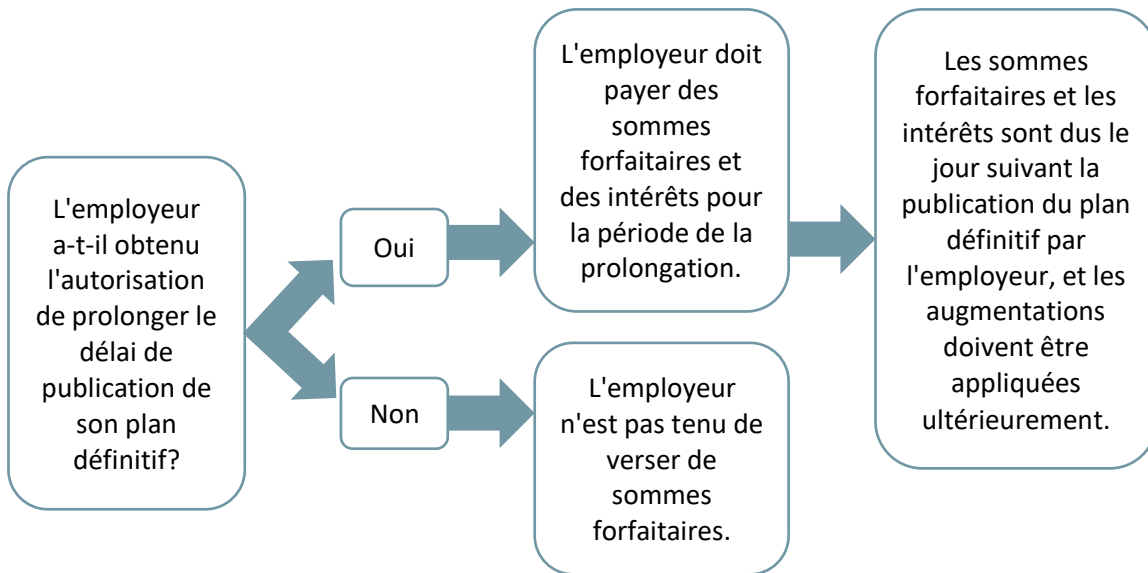 L'employeur
a-t-il obtenu
l'autorisation
de prolonger le
délai de
publication de
son plan
définitif?
Oui
L'employeur doit
payer des
sommes
forfaitaires et
des intérêts pour
la période de la
prolongation.
Les sommes
forfaitaires et les
intérêts sont dus le
jour suivant la
publication du plan
définitif par
l'employeur, et les
augmentations
doivent être
appliquées
ultérieurement.
Non
L'employeur
n'est pas tenu de
verser de
sommes
forfaitaires.